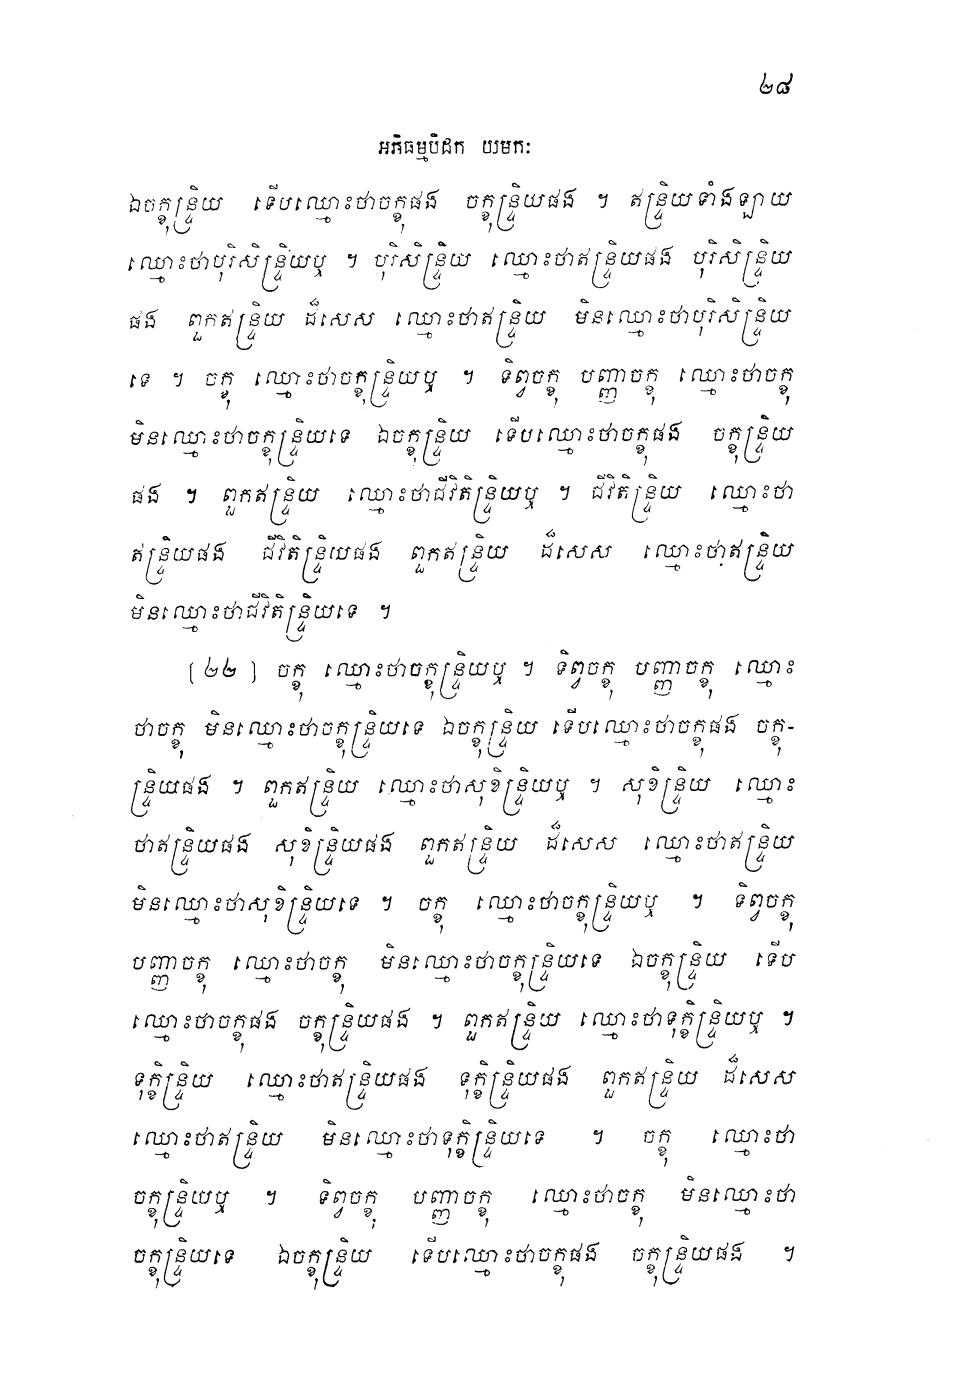 ២៨
អភិធម្មបិដក យមកៈ
ឯចក្ខុន្ទ្រិយ ទើបឈ្មោះថាចក្ខុផង ចក្ខុន្ទ្រិយផង ។ ឥន្ទ្រិយទាំងឡាយ
ឈ្មោះថាបុរិសិន្ទ្រិយឬ ។ បុរិសិន្ទ្រិយ ឈ្មោះថាឥន្ទ្រិយផង បុរិសិន្ទ្រិយ
ផង ពួកឥន្ទ្រិយ ដ៏សេស ឈ្មោះថាឥន្ទ្រិយ មិនឈ្មោះថាបុរិសិន្ទ្រិយ
ទេ ។ ចក្ខុ ឈ្មោះថាចក្ខុន្ទ្រិយឬ ។ ទិព្វចក្ខុ បញ្ញាចក្ខុ ឈ្មោះថាចក្ខុ
មិនឈ្មោះថាចក្ខុន្ទ្រិយទេ ឯចក្ខុន្ទ្រិយ ទើបឈ្មោះថាចក្ខុផង ចក្ខុន្ទ្រិយ
ផង ។ ពួកឥន្ទ្រិយ ឈ្មោះថាជីវិតិន្ទ្រិយឬ ។ ជីវិតិន្ទ្រិយ ឈ្មោះថា
ឥន្ទ្រិយផង ជីវិតិន្ទ្រិយផង ពួកឥន្ទ្រិយ ដ៏សេស ឈ្មោះថាឥន្ទ្រិយ
មិនឈ្មោះថាជីវិតិន្ទ្រិយទេ ។
[ ២២ ] ចក្ខុ ឈ្មោះថាចក្ខុន្ទ្រិយឬ ។ ទិព្វចក្ខុ បញ្ញាចក្ខុ ឈ្មោះ
ថាចក្ខុ មិនឈ្មោះថាចក្ខុន្ទ្រិយទេ ឯចក្ខុន្ទ្រិយ ទើបឈ្មោះថាចក្ខុផង ចក្ខុ-
ន្ទ្រិយផង ។ ពួកឥន្ទ្រិយ ឈ្មោះថាសុខិន្ទ្រិយឬ ។ សុខិន្ទ្រិយ ឈ្មោះ
ថាឥន្ទ្រិយផង សុខិន្ទ្រិយផង ពួកឥន្ទ្រិយ ដ៏សេស ឈ្មោះថាឥន្ទ្រិយ
មិនឈ្មោះថាសុខិន្ទ្រិយទេ ។ ចក្ខុ ឈ្មោះថាចក្ខុន្ទ្រិយឬ ។ ទិព្វចក្ខុ
បញ្ញាចក្ខុ ឈ្មោះថាចក្ខុ មិនឈ្មោះថាចក្ខុន្ទ្រិយទេ ឯចក្ខុន្ទ្រិយ ទើប
ឈ្មោះថាចក្ខុផង ចក្ខុន្ទ្រិយផង ។ ពួកឥន្ទ្រិយ ឈ្មោះថាទុក្ខិន្ទ្រិយឬ ។
ទុក្ខិន្ទ្រិយ ឈ្មោះថាឥន្ទ្រិយផង ទុក្ខិន្ទ្រិយផង ពួកឥន្ទ្រិយ ដ៏សេស
ឈ្មោះថាឥន្ទ្រិយ មិនឈ្មោះថាទុក្ខិន្ទ្រិយទេ ។ ចក្ខុ ឈ្មោះថា
ចក្ខុន្ទ្រិយឬ ។ ទិព្វចក្ខុ បញ្ញាចក្ខុ ឈ្មោះថាចក្ខុ មិនឈ្មោះថា
ចក្ខុន្ទ្រិយទេ ឯចក្ខុន្ទ្រិយ ទើបឈ្មោះថាចក្ខុផង ចក្ខុន្ទ្រិយផង ។